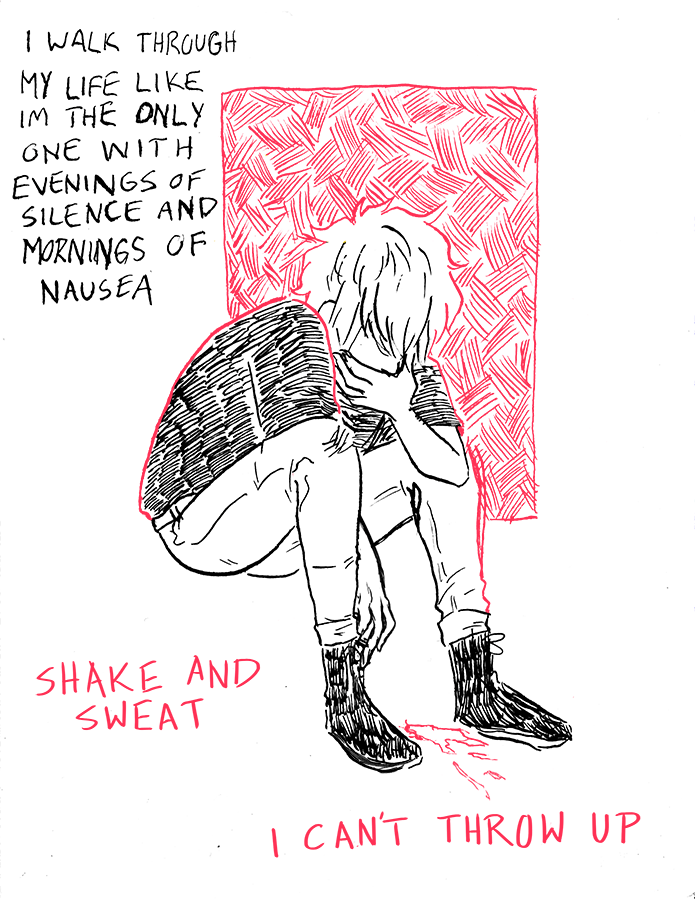 I WALK THROUGH
MY LIFE LIKE
IM THE ONLY
ONE WITH
EVENINGS OF
SILENCE AND
MORNINGS OF
NAUSEA
SHAKE AND
SWEAT
I CAN'T THROW UP